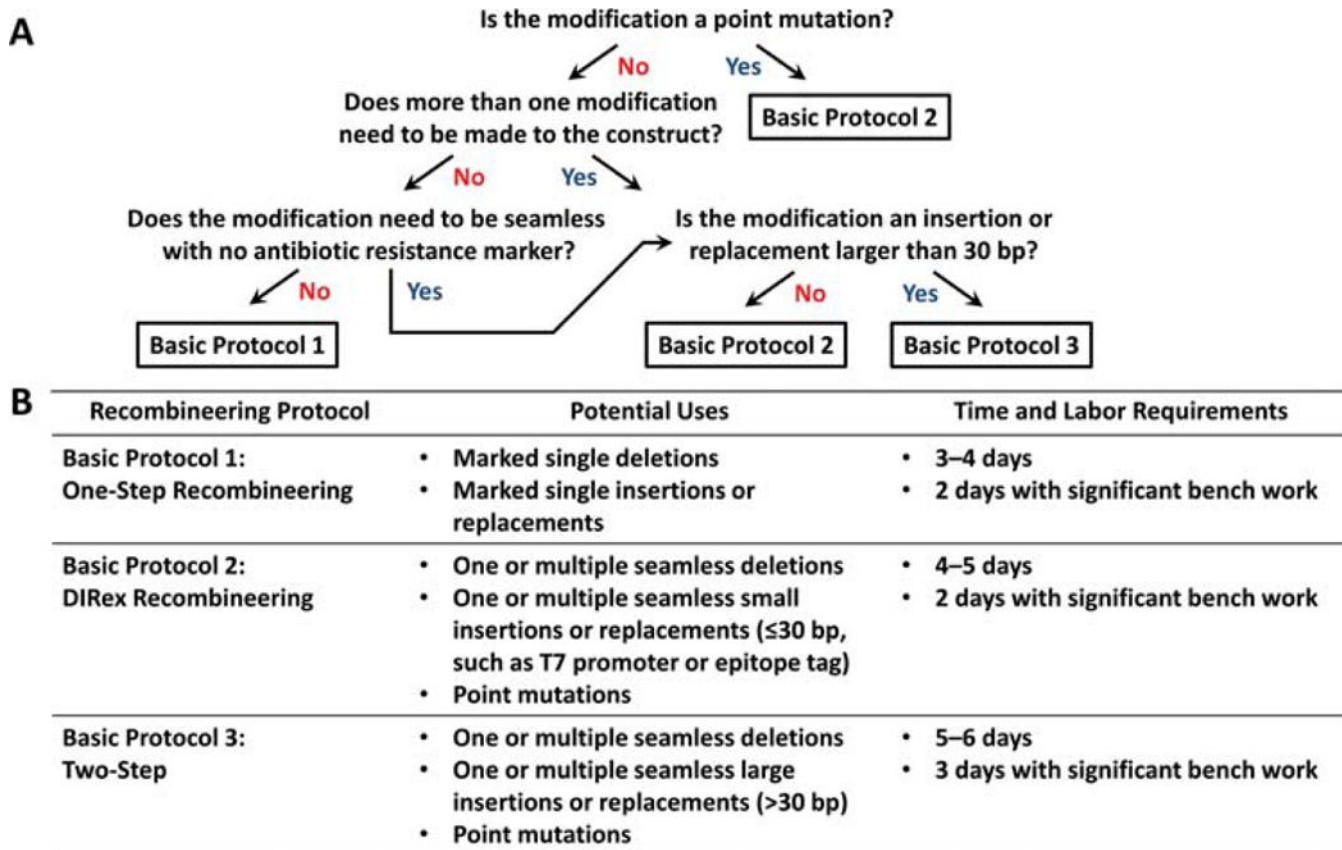 A
Is the modification a point mutation?
No
Yes
Does more than one modification
need to be made to the construct?
Basic Protocol 2
No
Yes
Does the modification need to be seamless
with no antibiotic resistance marker?
Is the modification an insertion or
replacement larger than 30 bp?
No
Yes
No
Yes
Basic Protocol 1
Basic Protocol 2
Basic Protocol 3
B
Recombineering Protocol
Potential Uses
Time and Labor Requirements
Basic Protocol 1:
One-Step Recombineering
• Marked single deletions
• Marked single insertions or
replacements
• 3–4 days
• 2 days with significant bench work
Basic Protocol 2:
DIRex Recombineering
• One or multiple seamless deletions
• One or multiple seamless small
insertions or replacements (≤30 bp,
such as T7 promoter or epitope tag)
• Point mutations
• 4–5 days
• 2 days with significant bench work
Basic Protocol 3:
Two-Step
• One or multiple seamless deletions
• One or multiple seamless large
insertions or replacements (>30 bp)
• Point mutations
• 5–6 days
• 3 days with significant bench work